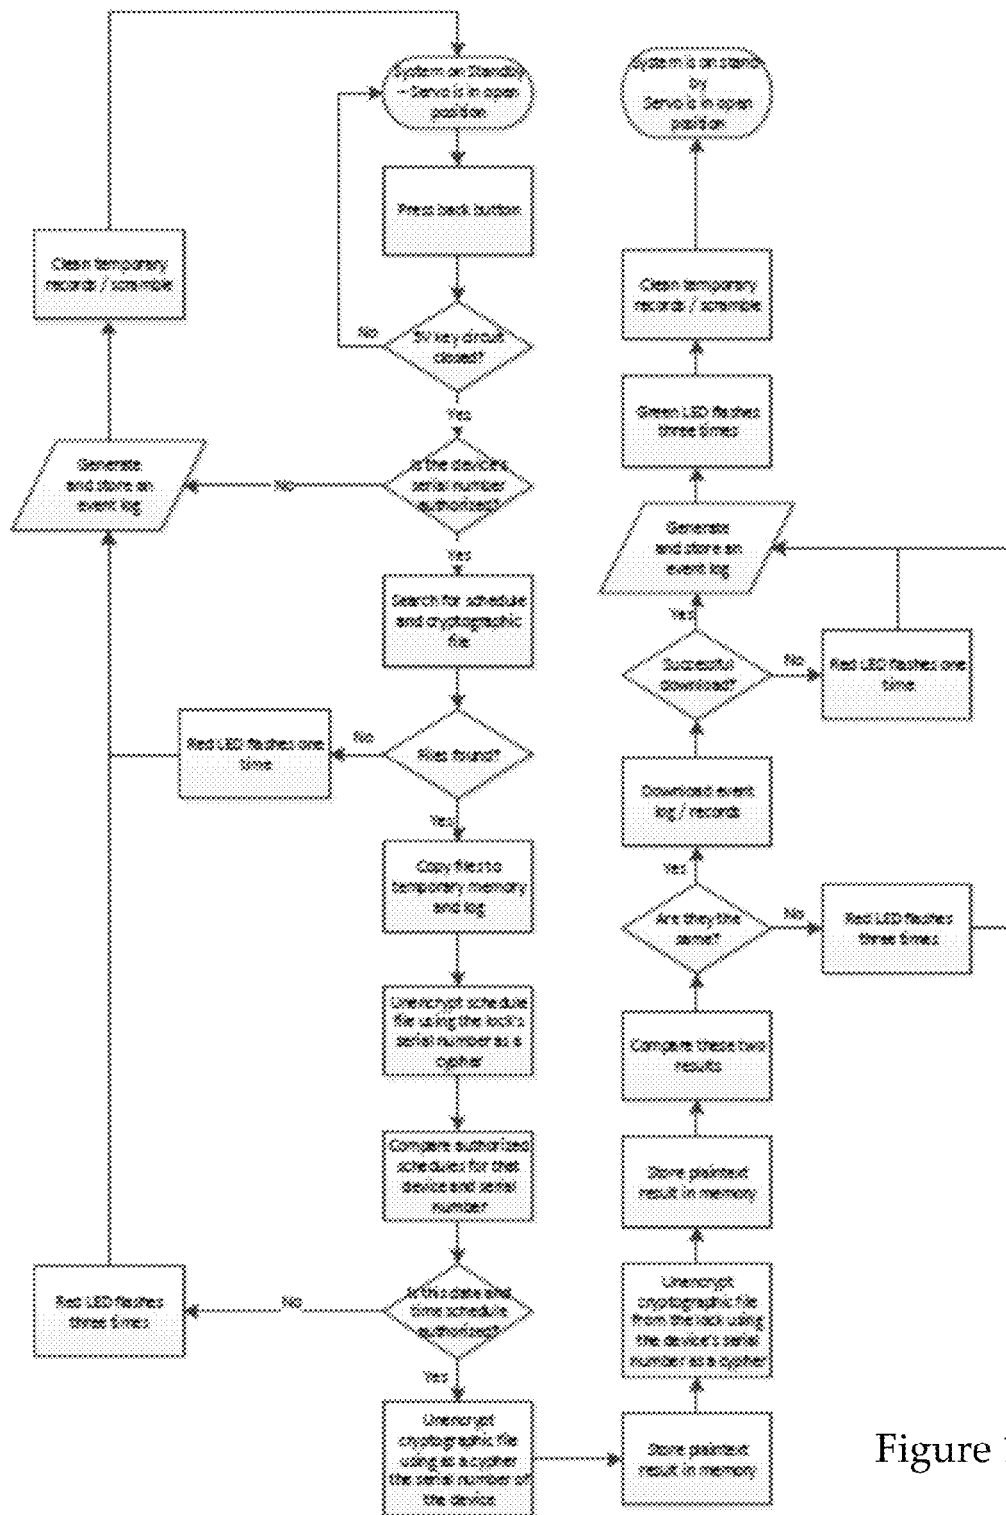 System on Standby
– Servo is in open
position
Press back button
5V key circuit
closed?
No
Yes
Is the device's
serial number
authorized?
No
Yes
Search for schedule
and cryptographic
file
Files found?
No
Red LED flashes one
time
Yes
Copy files to
temporary memory
and log
Unencrypt schedule
file using the lock's
serial number as a
cypher
Compare authorized
schedules for that
device and serial
number
Is this date and
time schedule
authorized?
No
Red LED flashes
three times
Generate
and store an
event log
Clean temporary
records / scramble
Yes
Unencrypt
cryptographic file
using as a cypher
the serial number of
the device
Store plaintext
result in memory
Unencrypt
cryptographic file
from the lock using
the device's serial
number as a cypher
Store plaintext
result in memory
Compare these two
results
Are they the
same?
No
Red LED flashes
three times
Yes
Download event
log / records
Successful
download?
No
Red LED flashes one
time
Yes
Generate
and store an
event log
Green LED flashes
three times
Clean temporary
records / scramble
System is on stand
by
Servo is in open
position
Figure